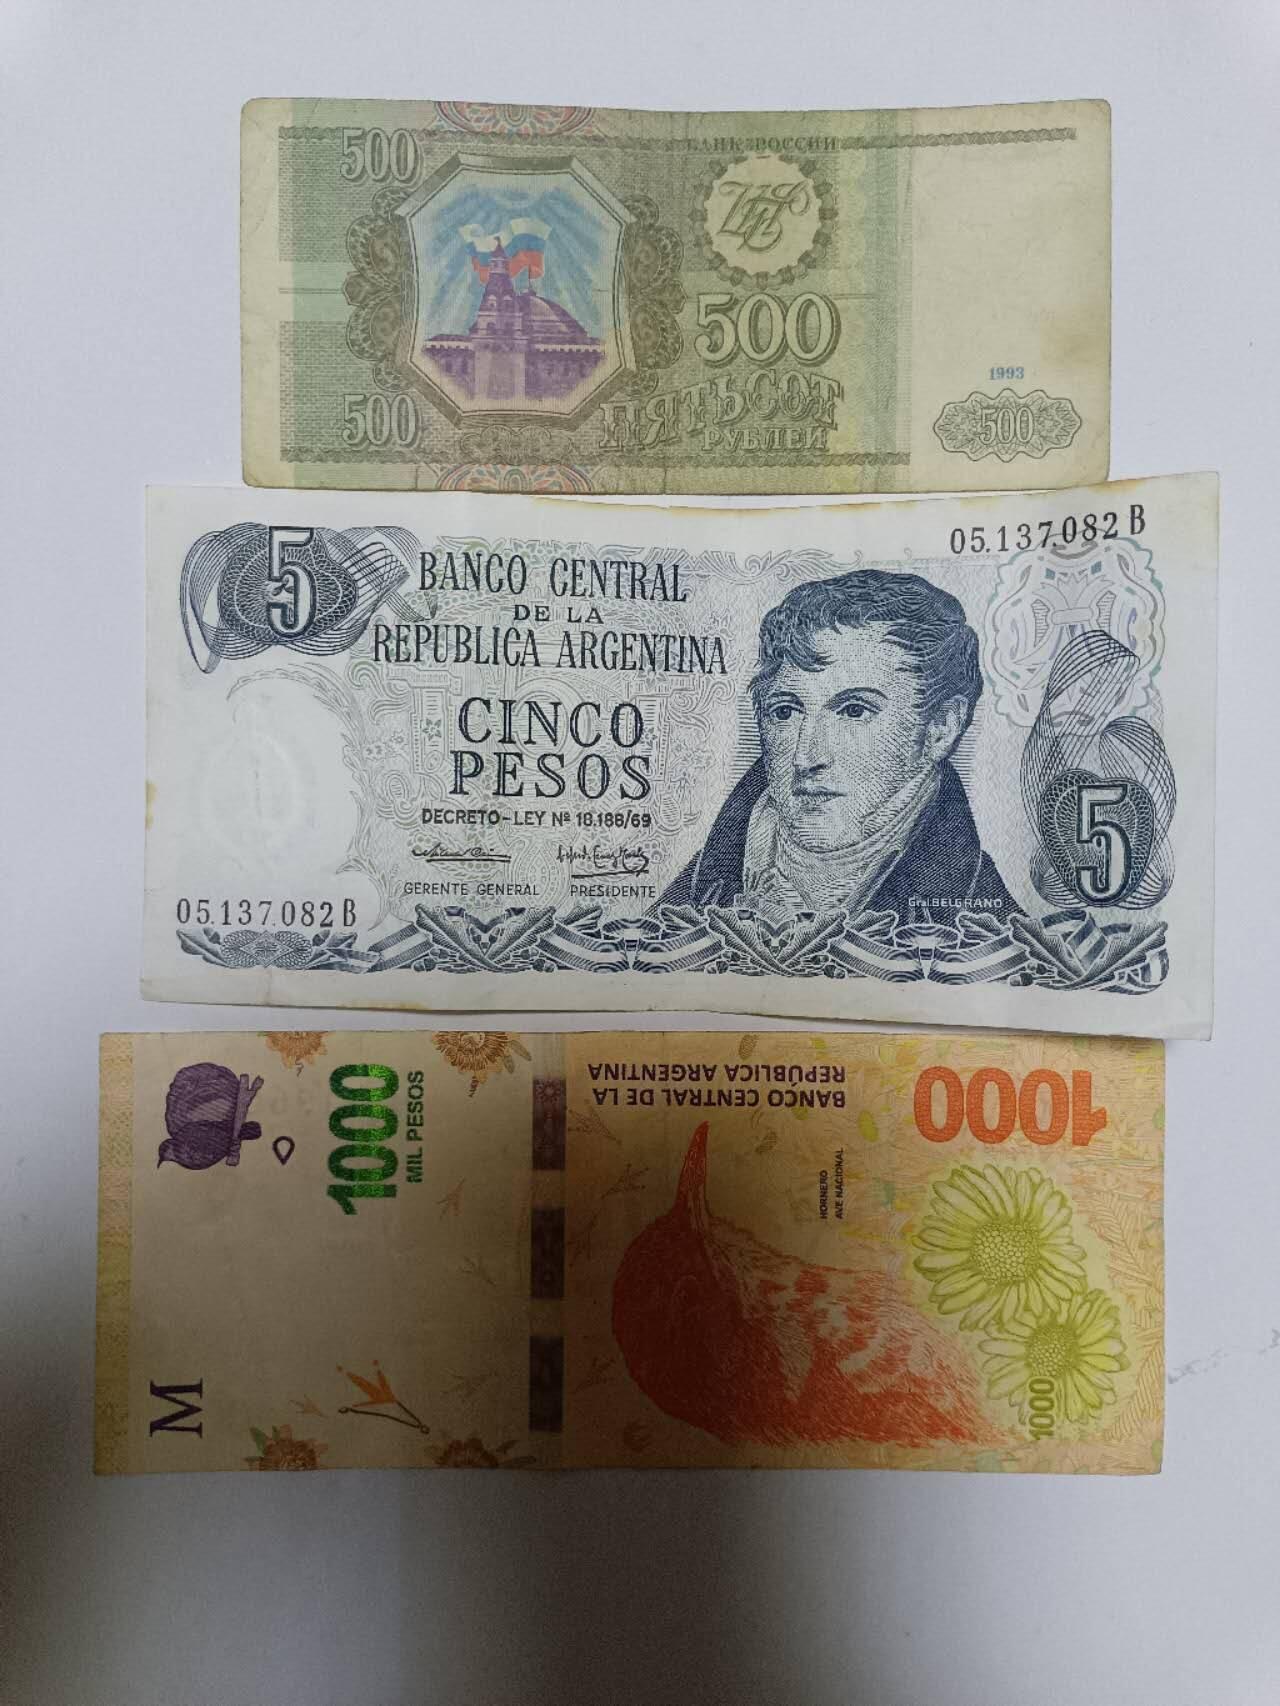 500
БАНК РОССИИ
500
1993
500
ПЯТЬСОТ
РУБЛЕЙ
500
5
05.137.082 B
BANCO CENTRAL
DE LA
REPUBLICA ARGENTINA
CINCO
PESOS
DECRETO-LEY Nº 18.188/69
GERENTE GENERAL PRESIDENTE
Gral.BELGRANO
5
05.137.082 B
1000
MIL PESOS
BANCO CENTRAL DE LA
REPÚBLICA ARGENTINA
1000
HORNERO
AVE NACIONAL
M
1000